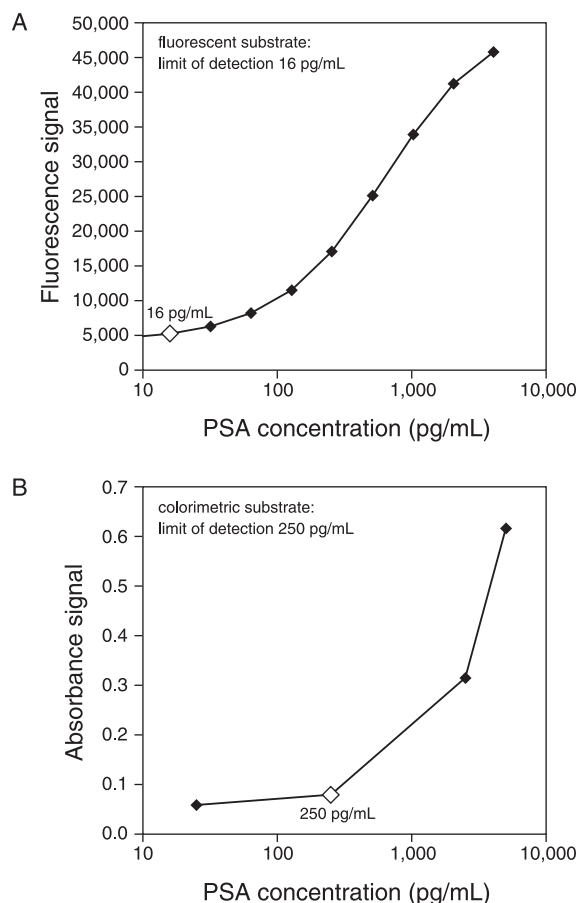 A
fluorescent substrate:
limit of detection 16 pg/mL
50,000
45,000
40,000
35,000
30,000
25,000
20,000
15,000
10,000
5,000
0
Fluorescence signal
16 pg/mL
10
100
1,000
10,000
PSA concentration (pg/mL)
B
colorimetric substrate:
limit of detection 250 pg/mL
0.7
0.6
0.5
0.4
0.3
0.2
0.1
0.0
Absorbance signal
250 pg/mL
10
100
1,000
10,000
PSA concentration (pg/mL)